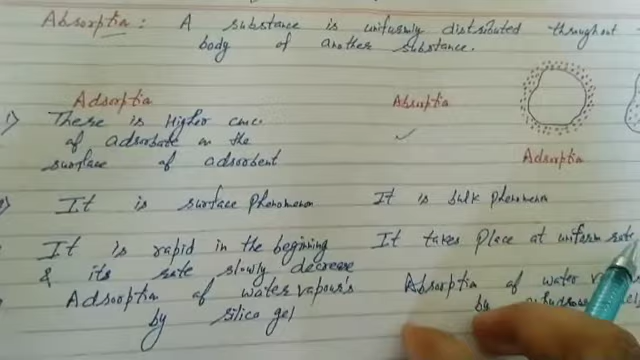 Absorption: A substance is uniformly distributed throughout
body of another substance.
Adsorption
Absorption
1) There is Higher conc.
of adsorbate on the
surface of adsorbent
Adsorption
It is surface phenomenon
It is bulk phenomenon
It is rapid in the beginning
& its rate slowly decrease
It takes Place at uniform rate
Adsorption of water vapour's
by silica gel
Absorption of water
by